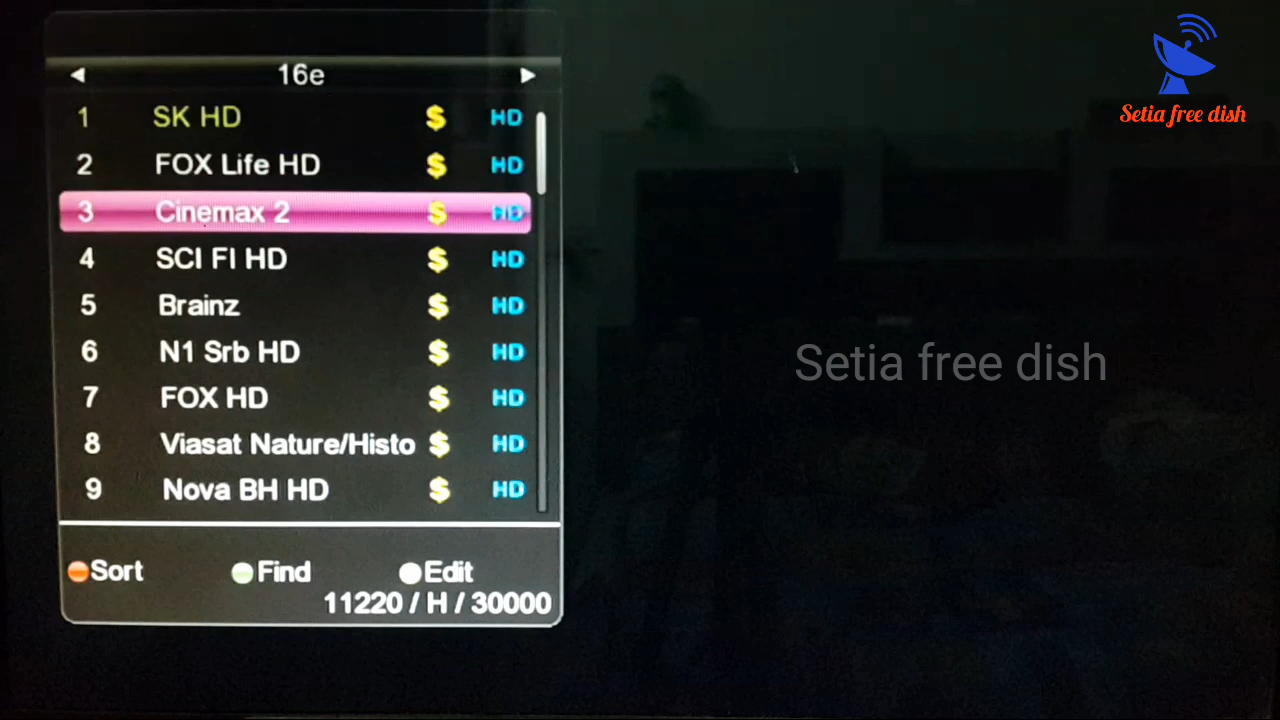 16e
1 SK HD $ HD
2 FOX Life HD $ HD
3 Cinemax 2 $ HD
4 SCI FI HD $ HD
5 Brainz $ HD
6 N1 Srb HD $ HD
7 FOX HD $ HD
8 Viasat Nature/Histo $ HD
9 Nova BH HD $ HD
Sort Find Edit
11220 / H / 30000
Setia free dish
Setia free dish